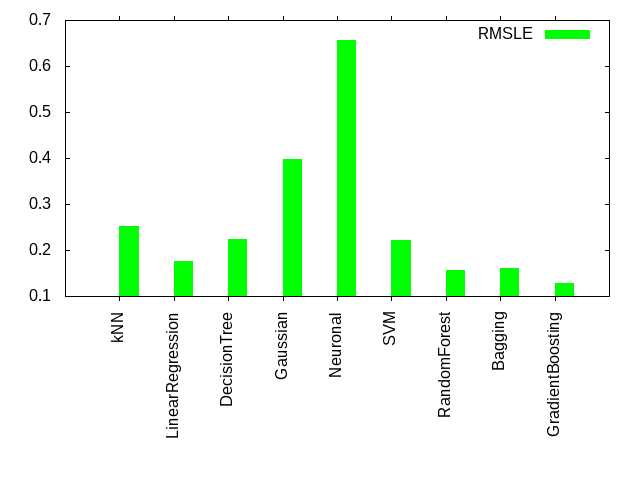 0.7
0.6
0.5
0.4
0.3
0.2
0.1
RMSLE
kNN
LinearRegression
DecisionTree
Gaussian
Neuronal
SVM
RandomForest
Bagging
GradientBoosting